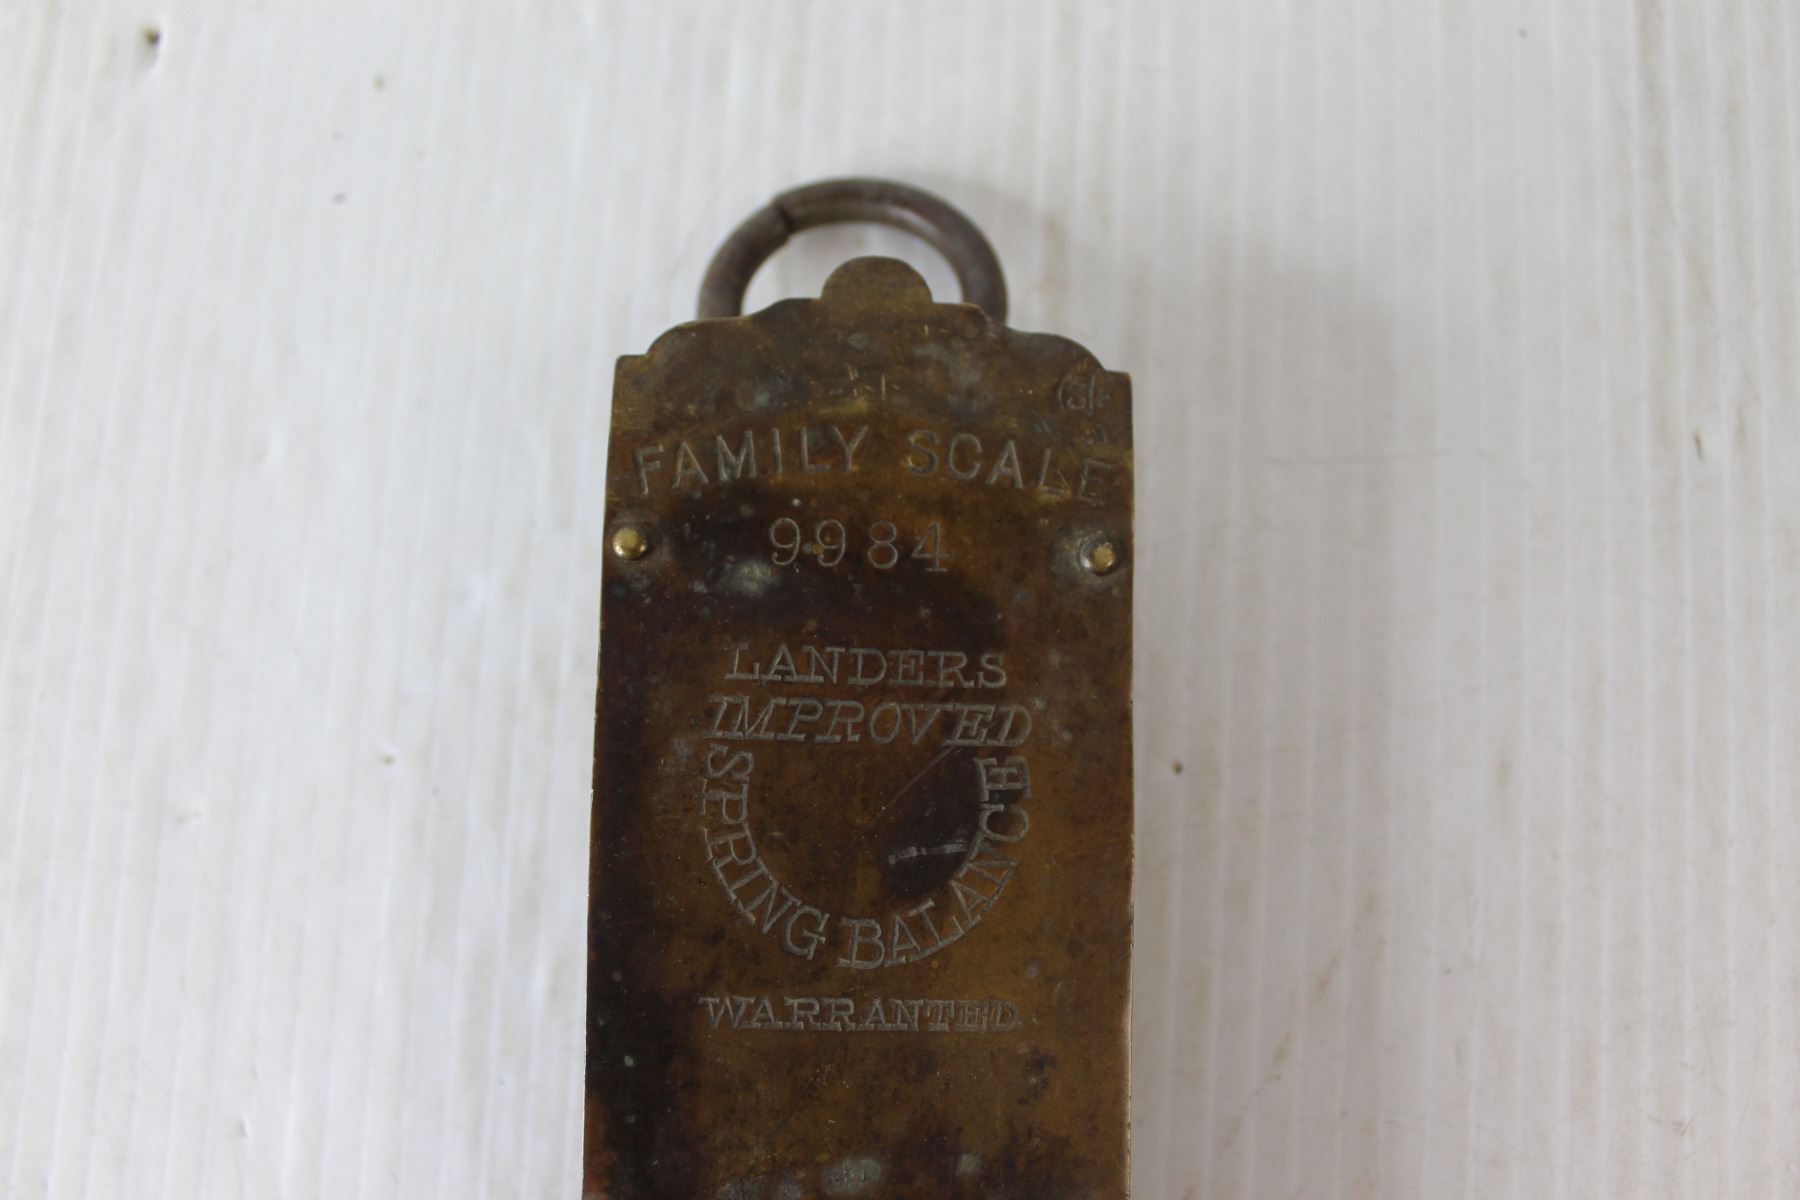 FAMILY SCALE
9984
LANDERS
IMPROVED
SPRING BALANCE
WARRANTED